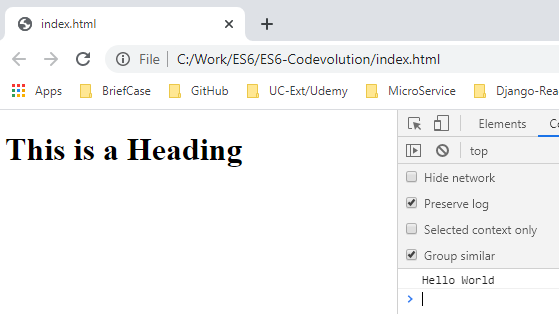 index.html
File C:/Work/ES6/ES6-Codevolution/index.html
Apps BriefCase GitHub UC-Ext/Udemy MicroService Django-Rea
This is a Heading
Elements Co
top
Hide network
Preserve log
Selected context only
Group similar
Hello World